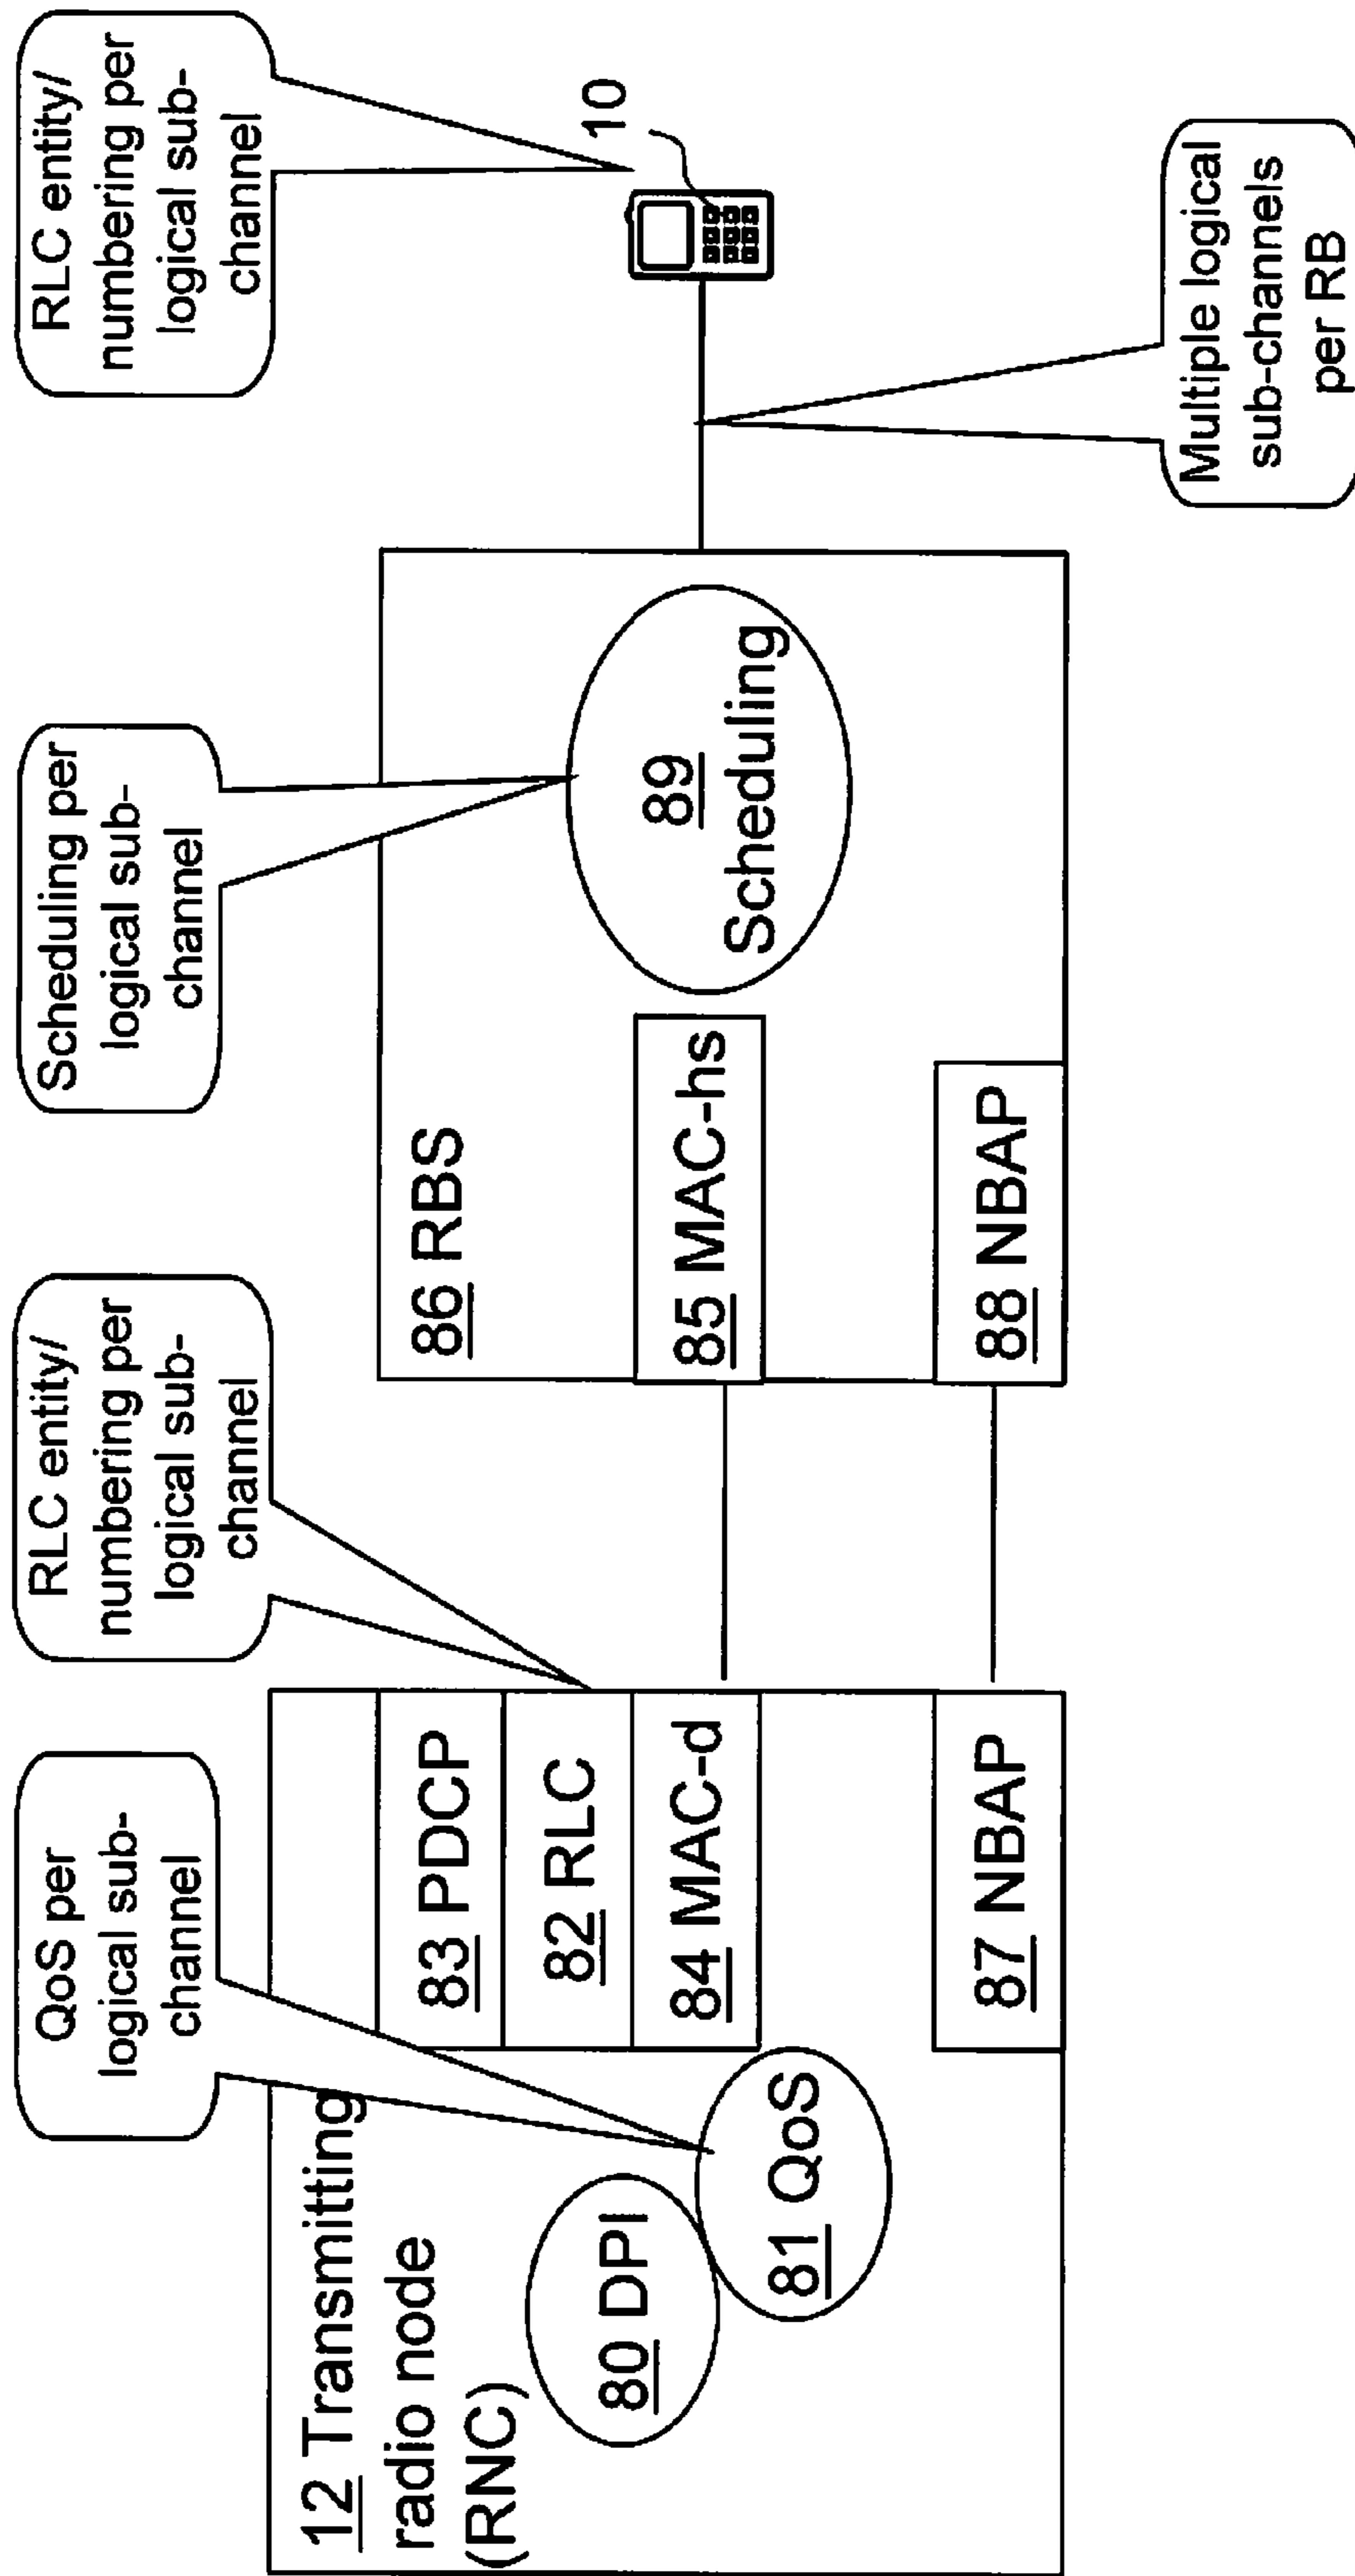 QoS per
logical sub-
channel
RLC entity/
numbering per
logical sub-
channel
Scheduling per
logical sub-
channel
RLC entity/
numbering per
logical sub-
channel
12 Transmitting
radio node
(RNC)
80 DPI
81 QoS
83 PDCP
82 RLC
84 MAC-d
87 NBAP
86 RBS
85 MAC-hs
88 NBAP
89
Scheduling
10
Multiple logical
sub-channels
per RB